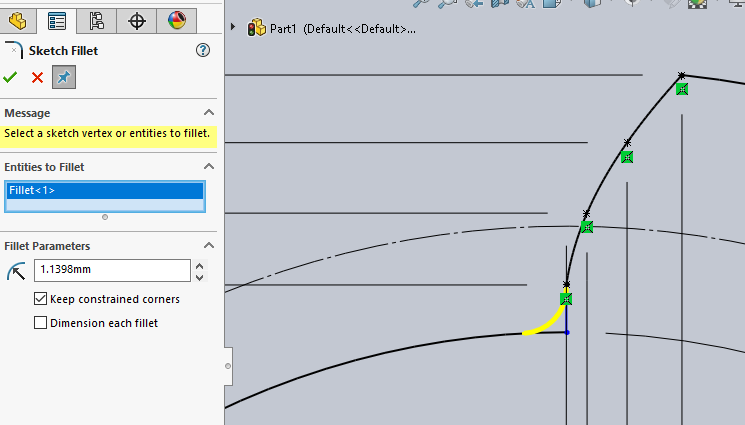 Part1 (Default<<Default>...
Sketch Fillet
Message
Select a sketch vertex or entities to fillet.
Entities to Fillet
Fillet<1>
Fillet Parameters
1.1398mm
Keep constrained corners
Dimension each fillet